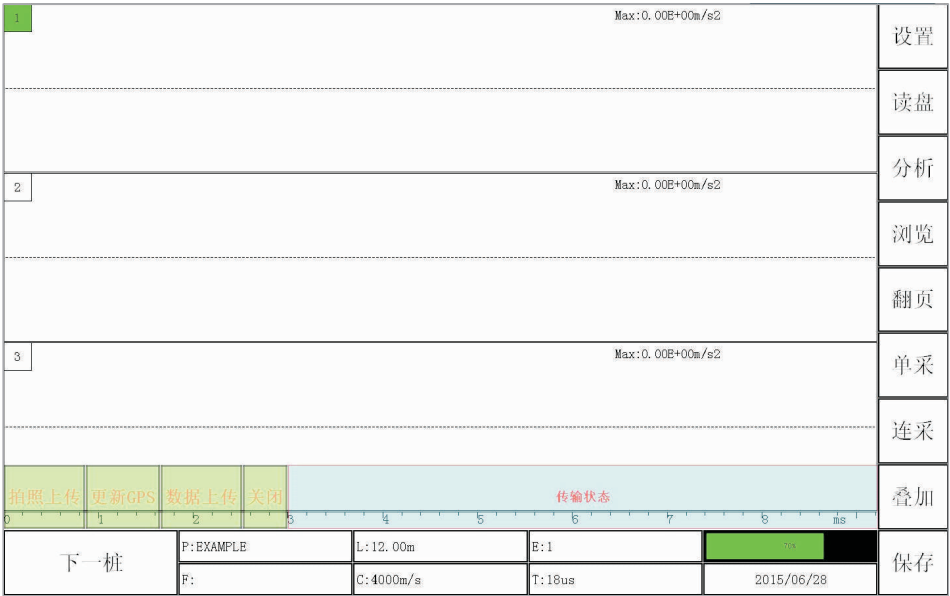 1
Max:0.00E+00m/s2
设置
读盘
2
Max:0.00E+00m/s2
分析
浏览
翻页
3
Max:0.00E+00m/s2
单采
连采
拍照上传 更新GPS 数据上传 关闭 传输状态
叠加
0 1 2 3 4 5 6 7 8 ms
下一桩
P:EXAMPLE L:12.00m E:1 70%
保存
F: C:4000m/s T:18us 2015/06/28